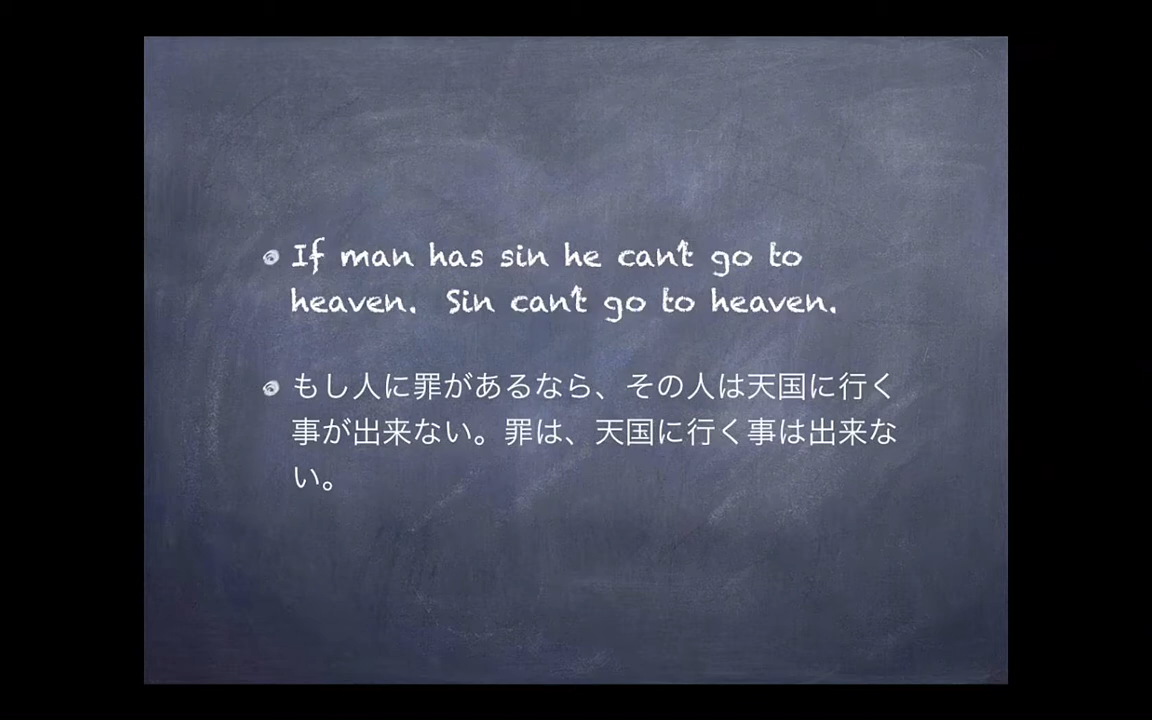 If man has sin he can't go to
heaven. Sin can't go to heaven.
もし人に罪があるなら、その人は天国に行く
事が出来ない。罪は、天国に行く事は出来な
い。